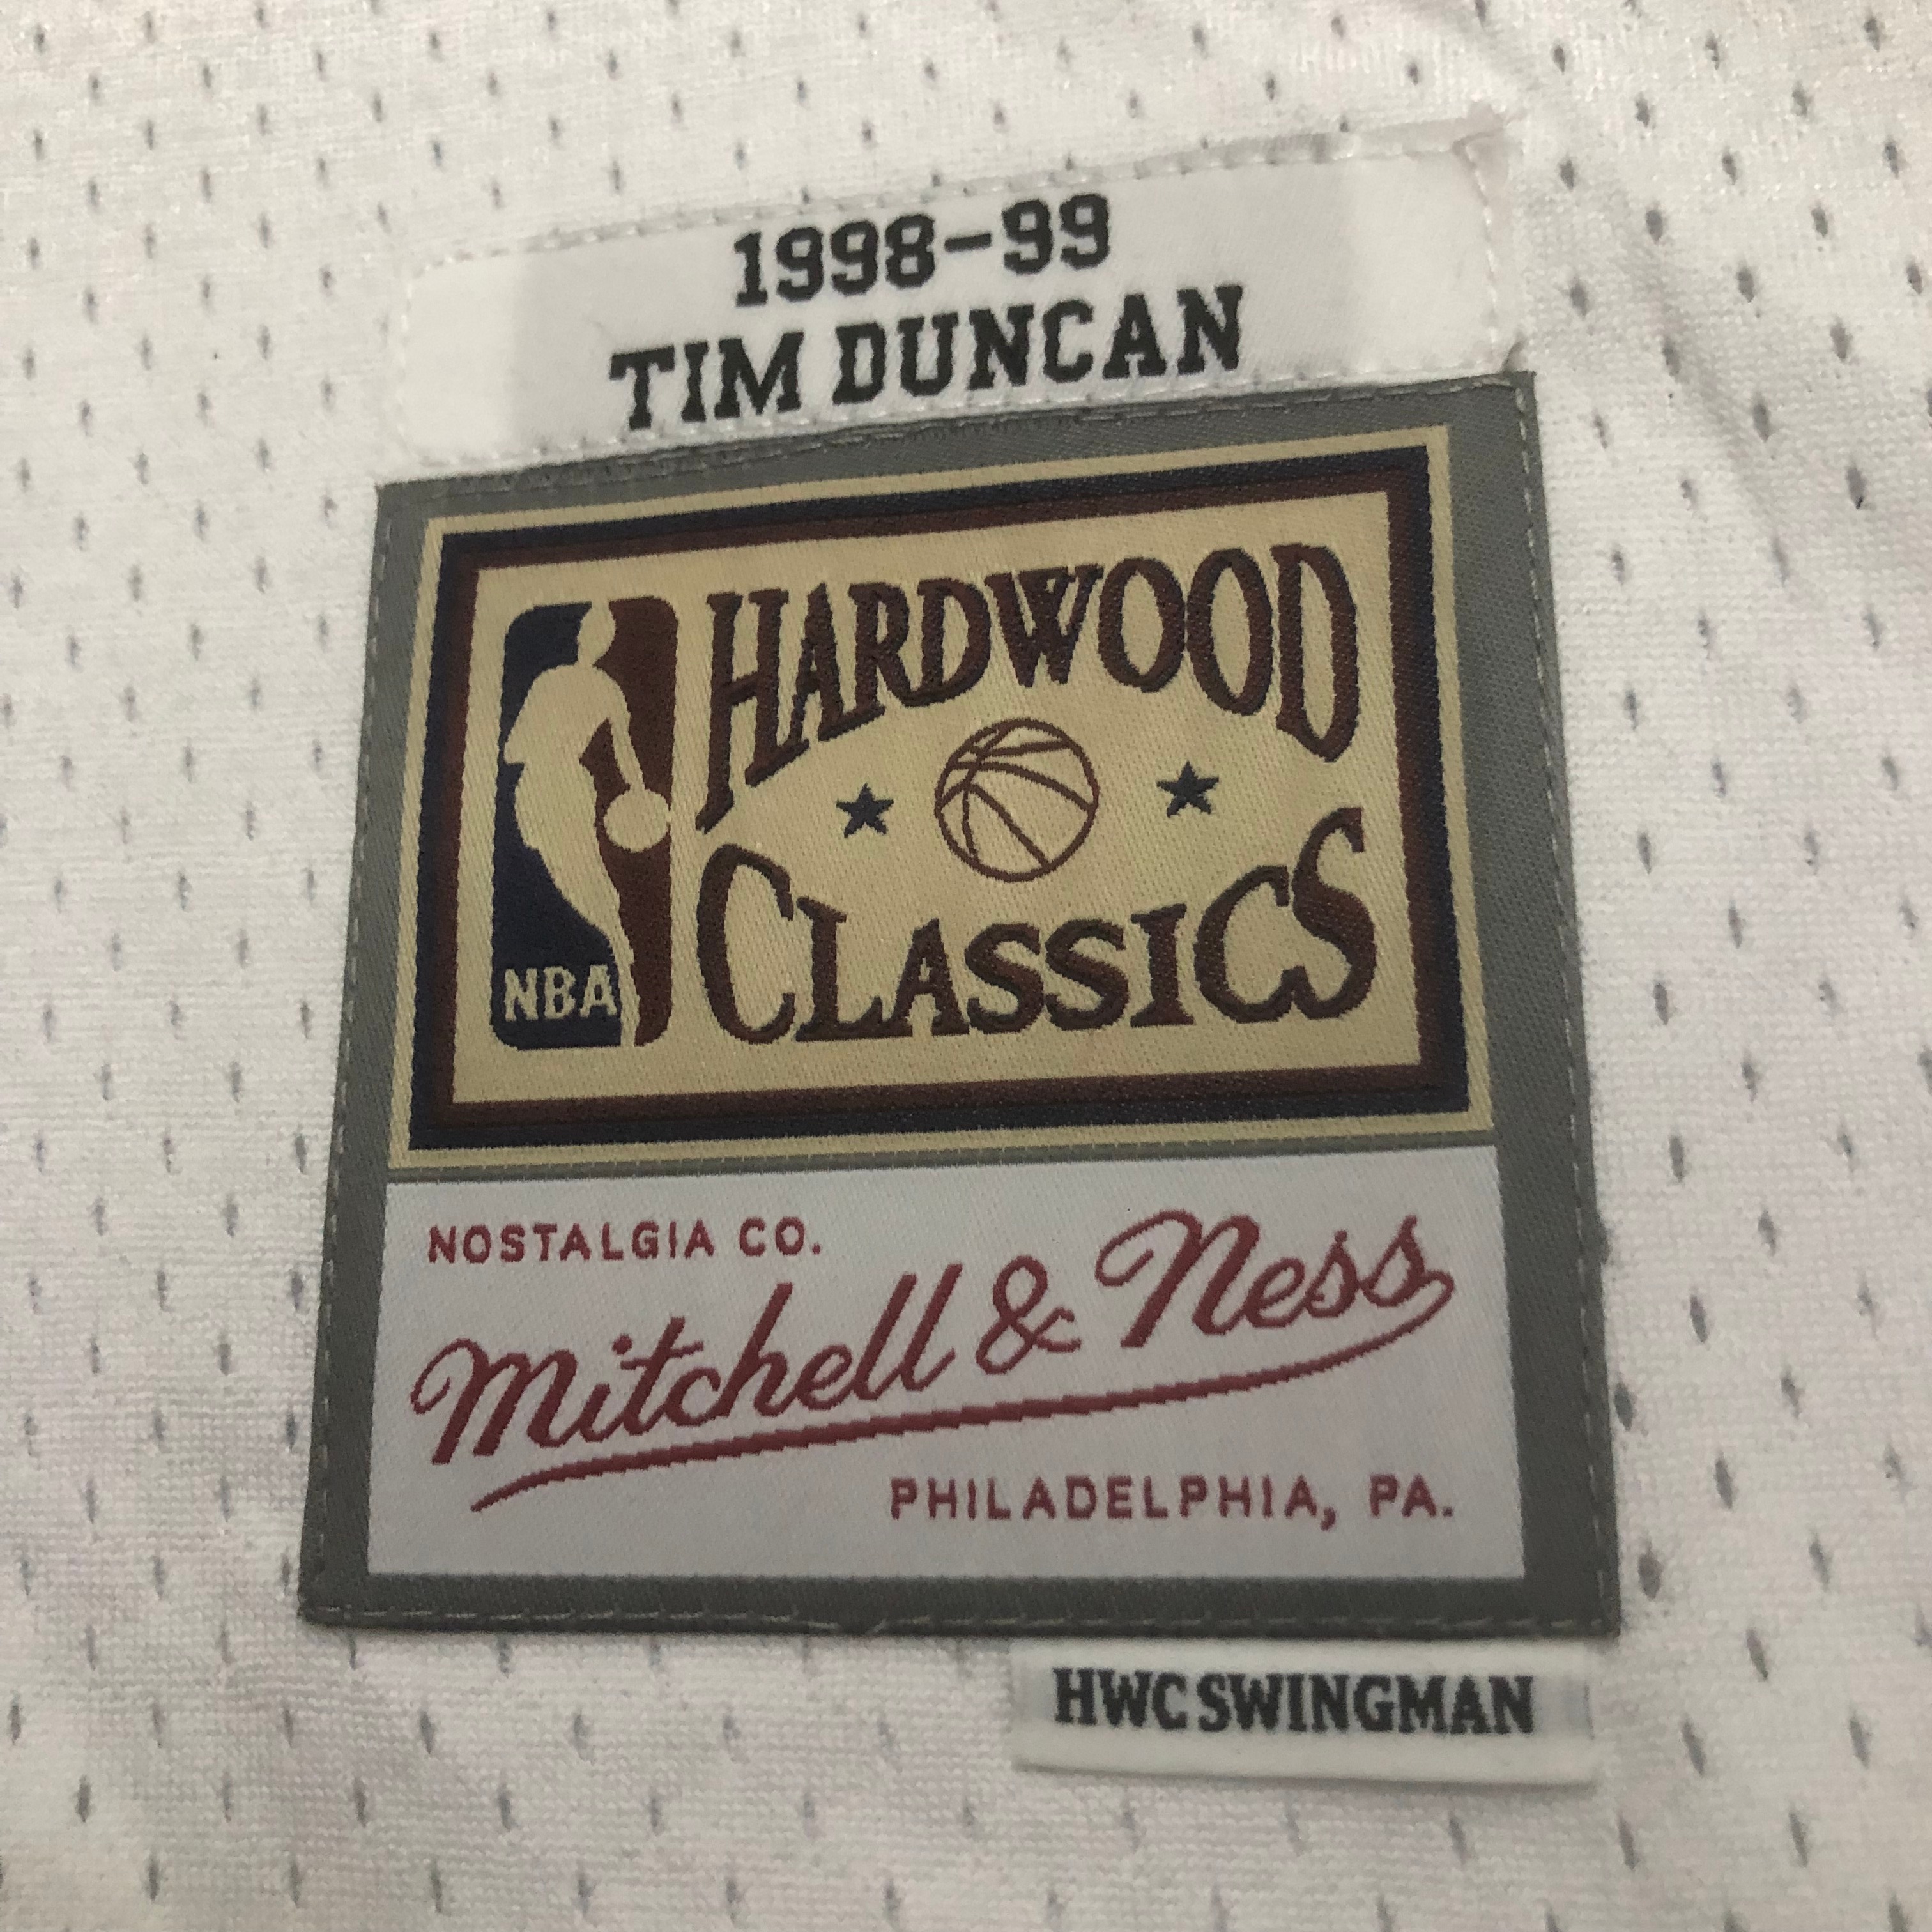 1998-99
TIM DUNCAN
HARDWOOD
CLASSICS
NBA
NOSTALGIA CO.
Mitchell & Ness
PHILADELPHIA, PA.
HWC SWINGMAN